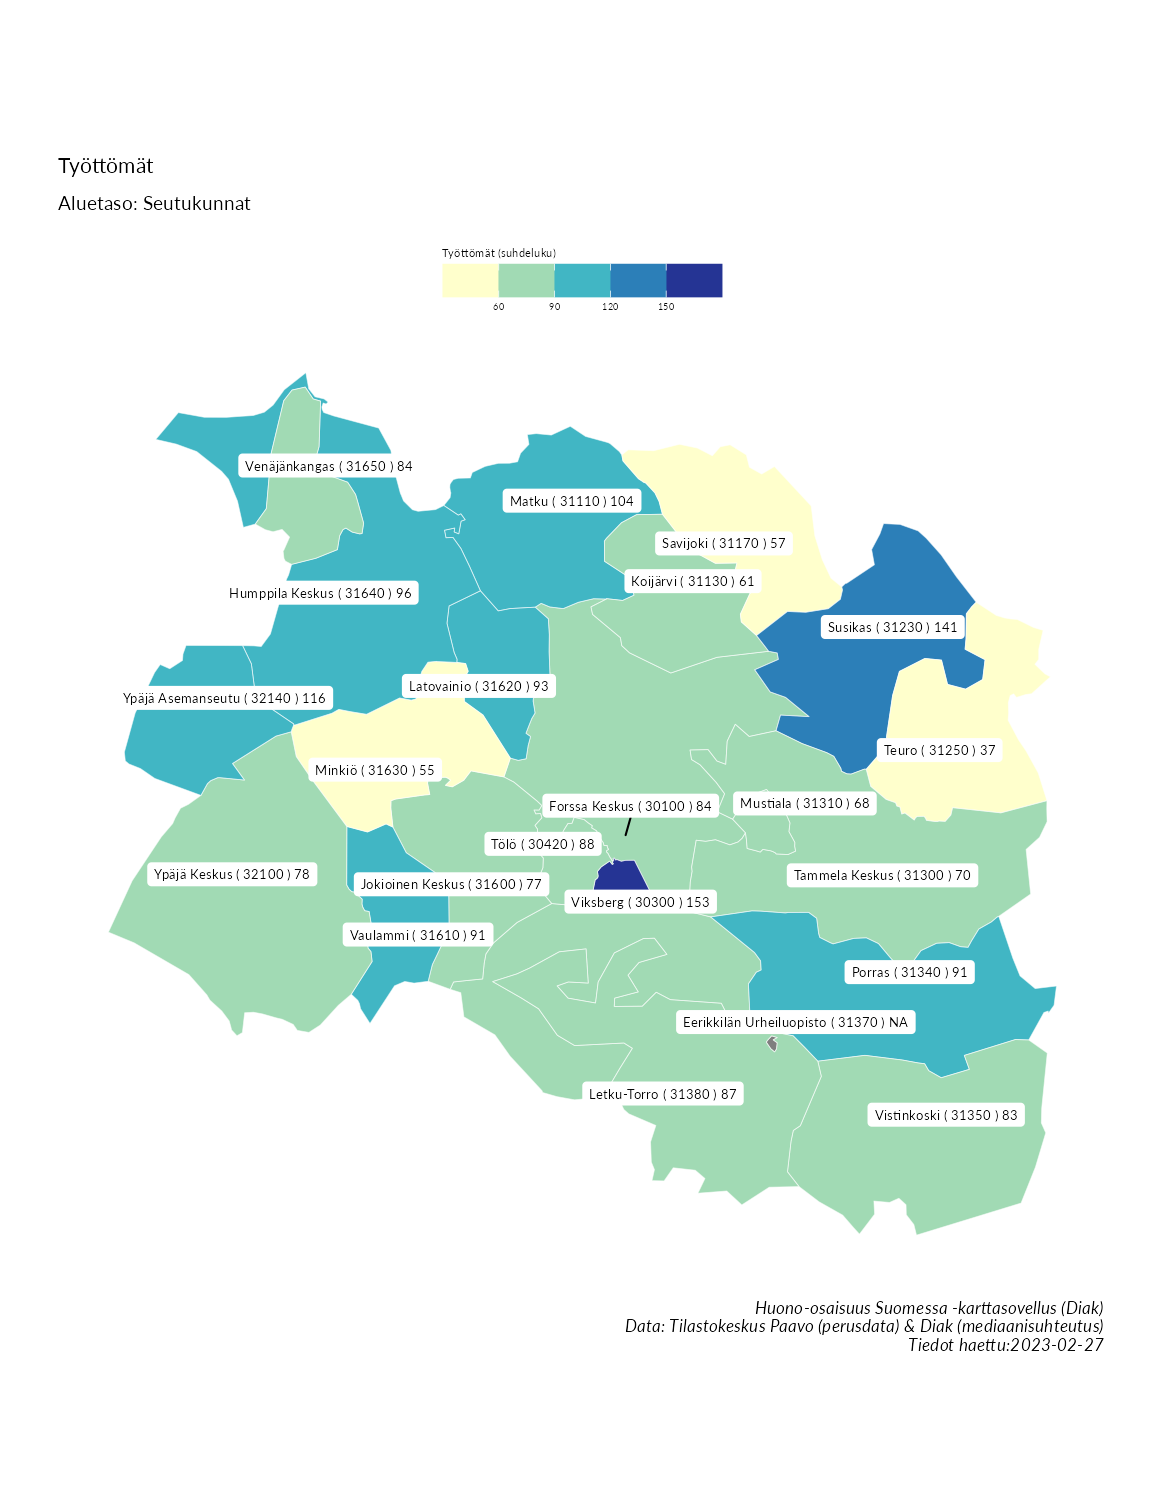 Työttömät
Aluetaso: Seutukunnat
Työttömät (suhdeluku)
60 90 120 150
Venäjänkangas ( 31650 ) 84
Matku ( 31110 ) 104
Savijoki ( 31170 ) 57
Koijärvi ( 31130 ) 61
Humppila Keskus ( 31640 ) 96
Susikas ( 31230 ) 141
Latovainio ( 31620 ) 93
Ypäjä Asemanseutu ( 32140 ) 116
Teuro ( 31250 ) 37
Minkiö ( 31630 ) 55
Forssa Keskus ( 30100 ) 84
Mustiala ( 31310 ) 68
Tölö ( 30420 ) 88
Ypäjä Keskus ( 32100 ) 78
Tammela Keskus ( 31300 ) 70
Jokioinen Keskus ( 31600 ) 77
Viksberg ( 30300 ) 153
Vaulammi ( 31610 ) 91
Porras ( 31340 ) 91
Eerikkilän Urheiluopisto ( 31370 ) NA
Letku-Torro ( 31380 ) 87
Vistinkoski ( 31350 ) 83
Huono-osaisuus Suomessa -karttasovellus (Diak)
Data: Tilastokeskus Paavo (perusdata) & Diak (mediaanisuhteutus)
Tiedot haettu:2023-02-27